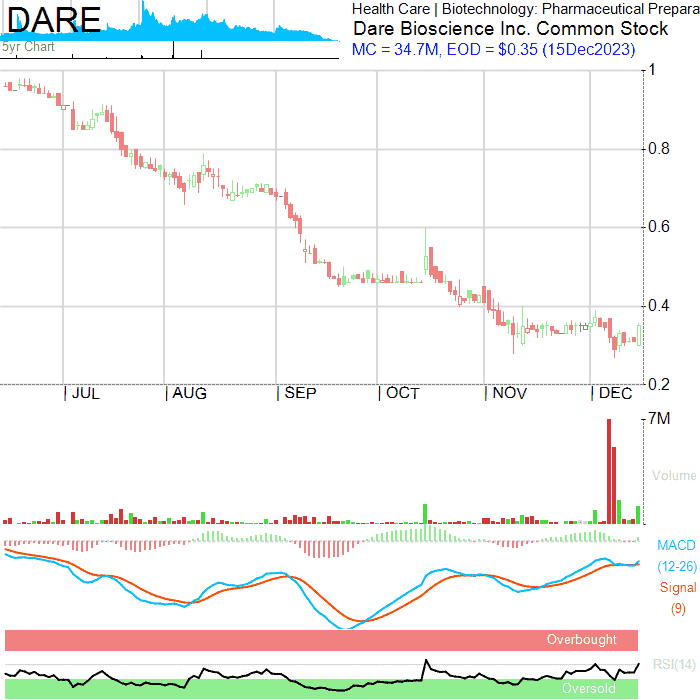 DARE
Health Care | Biotechnology: Pharmaceutical Prepara
Dare Bioscience Inc. Common Stock
5yr Chart
MC = 34.7M, EOD = $0.35 (15Dec2023)
1
0.8
0.6
0.4
0.2
JUL AUG SEP OCT NOV DEC
7M
Volume
MACD
(12-26)
Signal
(9)
Overbought
RSI(14)
Oversold